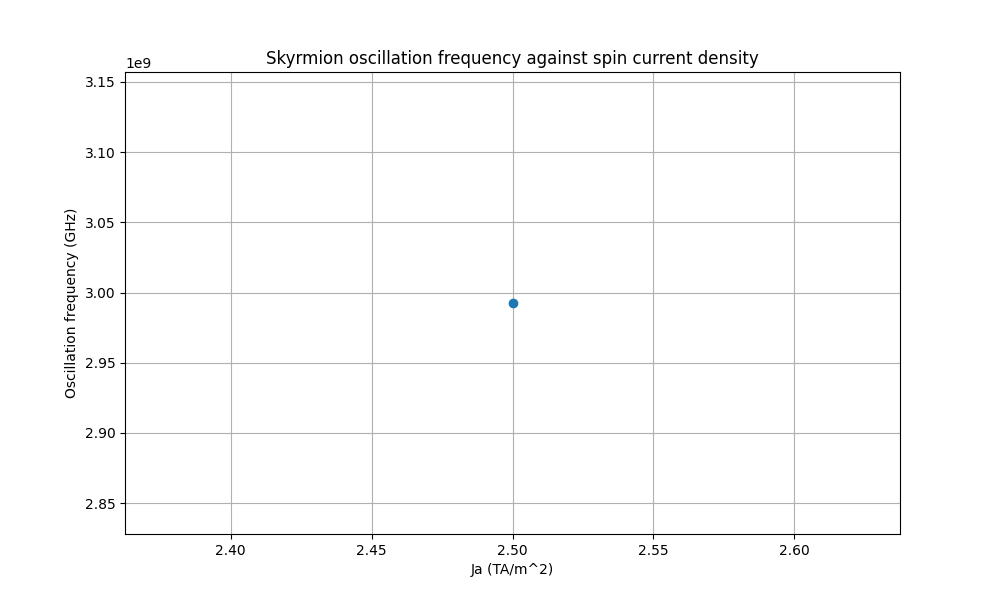 Skyrmion oscillation frequency against spin current density
1e9
3.15
3.10
3.05
3.00
2.95
2.90
2.85
Oscillation frequency (GHz)
2.40 2.45 2.50 2.55 2.60
Ja (TA/m^2)